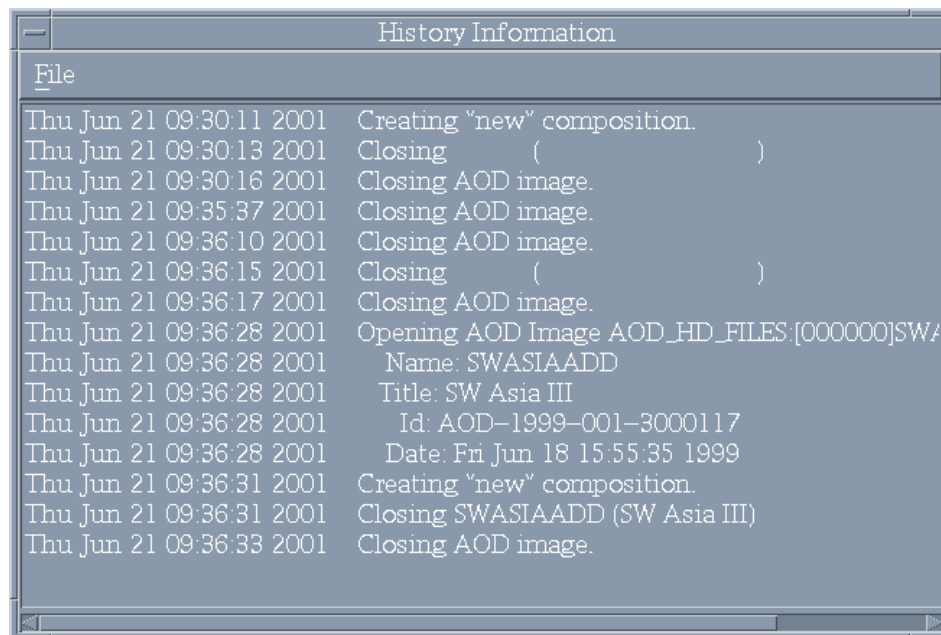 History Information
File
Thu Jun 21 09:30:11 2001 Creating "new" composition.
Thu Jun 21 09:30:13 2001 Closing ( )
Thu Jun 21 09:30:16 2001 Closing AOD image.
Thu Jun 21 09:35:37 2001 Closing AOD image.
Thu Jun 21 09:36:10 2001 Closing AOD image.
Thu Jun 21 09:36:15 2001 Closing ( )
Thu Jun 21 09:36:17 2001 Closing AOD image.
Thu Jun 21 09:36:28 2001 Opening AOD Image AOD_HD_FILES:[000000]SWA
Thu Jun 21 09:36:28 2001 Name: SWASIAADD
Thu Jun 21 09:36:28 2001 Title: SW Asia III
Thu Jun 21 09:36:28 2001 Id: AOD-1999-001-3000117
Thu Jun 21 09:36:28 2001 Date: Fri Jun 18 15:55:35 1999
Thu Jun 21 09:36:31 2001 Creating "new" composition.
Thu Jun 21 09:36:31 2001 Closing SWASIAADD (SW Asia III)
Thu Jun 21 09:36:33 2001 Closing AOD image.